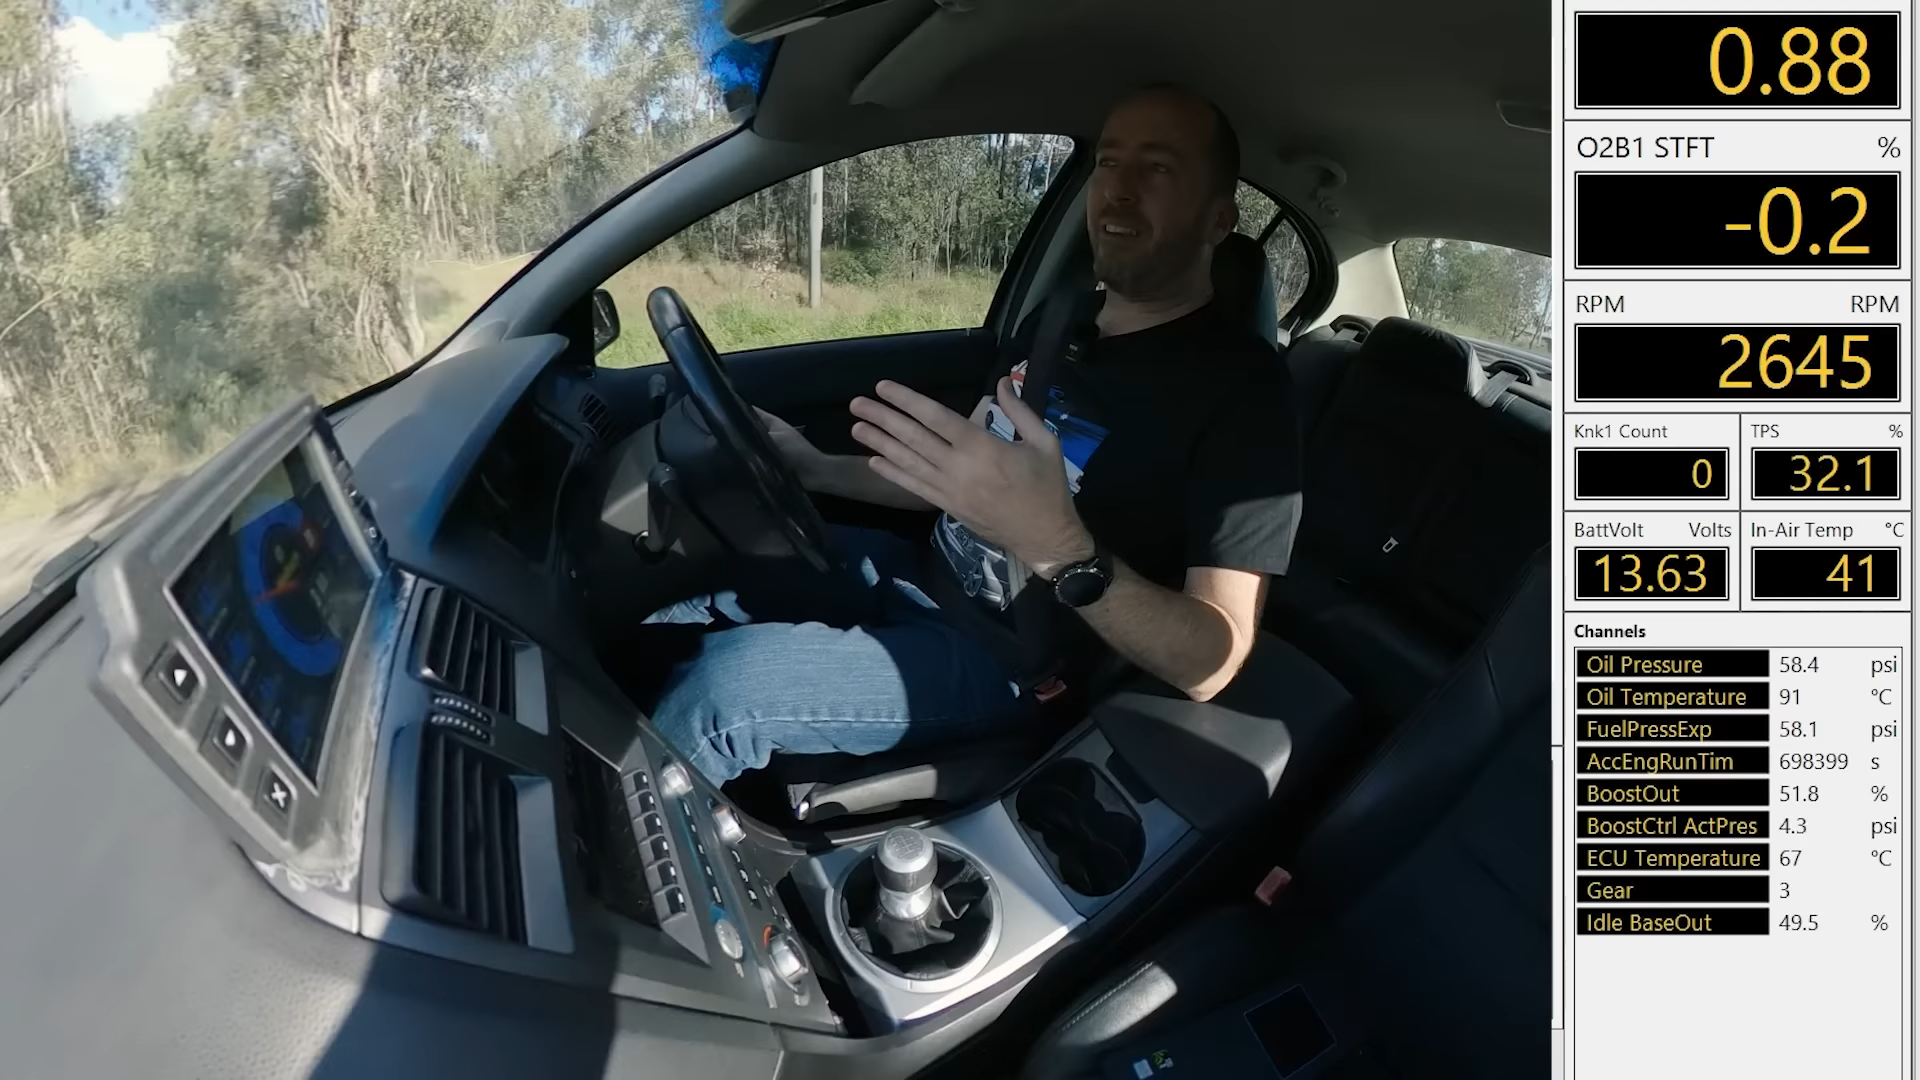 0.88
O2B1 STFT %
-0.2
RPM RPM
2645
Knk1 Count TPS %
0 32.1
BattVolt Volts In-Air Temp °C
13.63 41
Channels
Oil Pressure 58.4 psi
Oil Temperature 91 °C
FuelPressExp 58.1 psi
AccEngRunTim 698399 s
BoostOut 51.8 %
BoostCtrl ActPres 4.3 psi
ECU Temperature 67 °C
Gear 3
Idle BaseOut 49.5 %